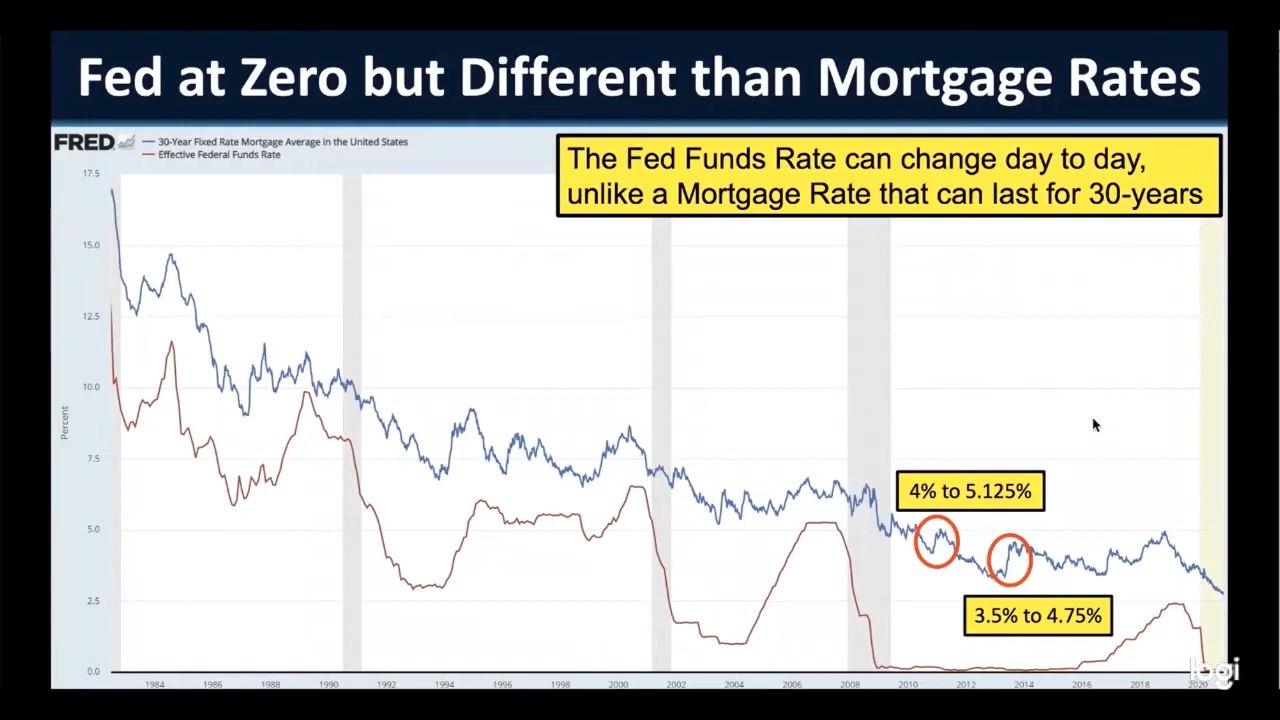 Fed at Zero but Different than Mortgage Rates
FRED
30-Year Fixed Rate Mortgage Average in the United States
Effective Federal Funds Rate
The Fed Funds Rate can change day to day,
unlike a Mortgage Rate that can last for 30-years
17.5
15.0
12.5
10.0
7.5
5.0
2.5
0.0
Percent
4% to 5.125%
3.5% to 4.75%
1984 1986 1988 1990 1992 1994 1996 1998 2000 2002 2004 2006 2008 2010 2012 2014 2016 2018 2020
logi